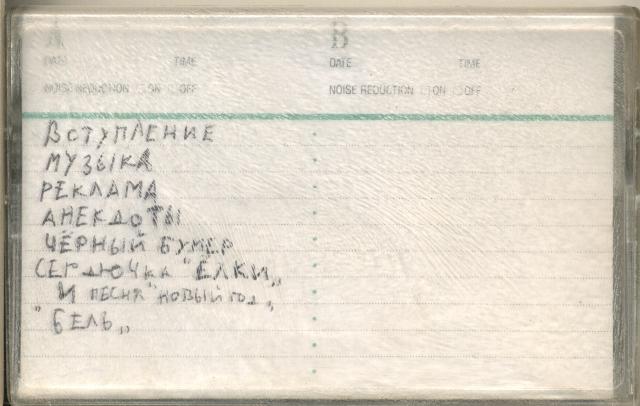 A B
DATE TIME DATE TIME
NOISE REDUCTION ON OFF NOISE REDUCTION ON OFF
ВСТУПЛЕНИЕ
МУЗЫКА
РЕКЛАМА
АНЕКДОТЫ
ЧЁРНЫЙ БУМЕР
СЕРДЮЧКА "ЁЛКИ„
И ПЕСНЯ "НОВЫЙ ГОД„
"БЕЛЬ„